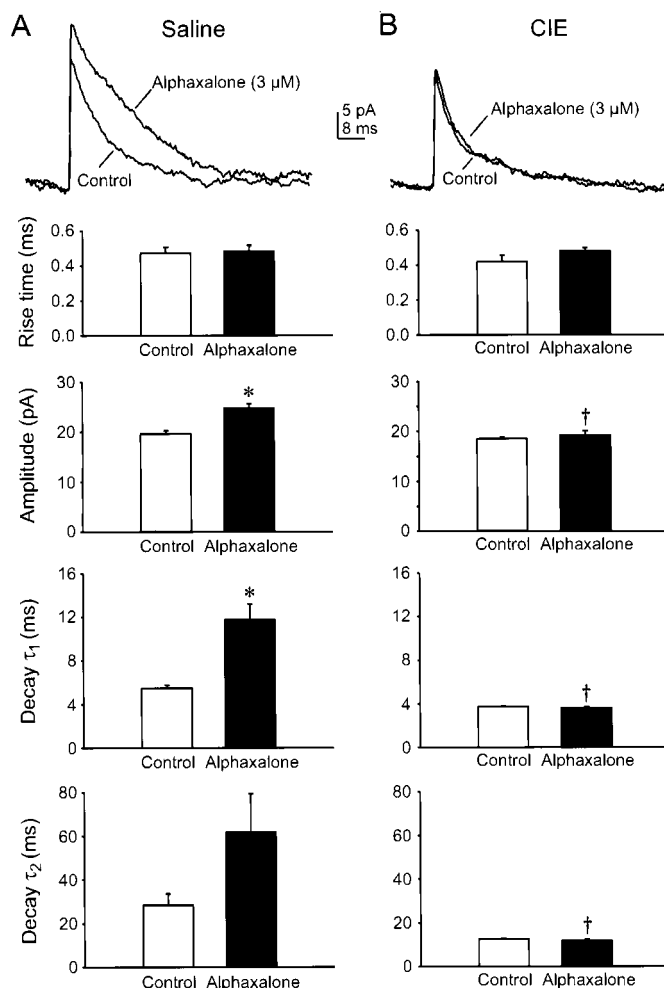 A
Saline
Alphaxalone (3 µM)
Control
5 pA
8 ms
B
CIE
Alphaxalone (3 µM)
Control
Rise time (ms)
0.6
0.4
0.2
0.0
Control Alphaxalone
0.6
0.4
0.2
0.0
Control Alphaxalone
Amplitude (pA)
30
20
10
0
*
Control Alphaxalone
30
20
10
0
†
Control Alphaxalone
Decay τ1 (ms)
16
12
8
4
0
*
Control Alphaxalone
16
12
8
4
0
†
Control Alphaxalone
Decay τ2 (ms)
80
60
40
20
0
Control Alphaxalone
80
60
40
20
0
†
Control Alphaxalone